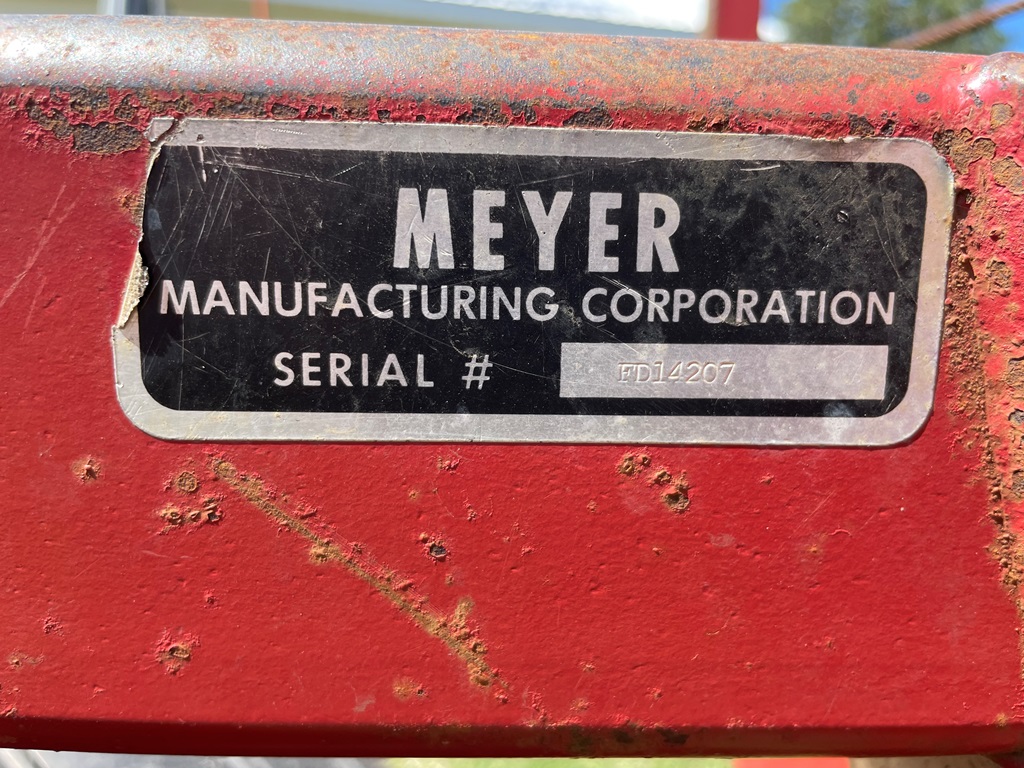 MEYER
MANUFACTURING CORPORATION
SERIAL # FD14207